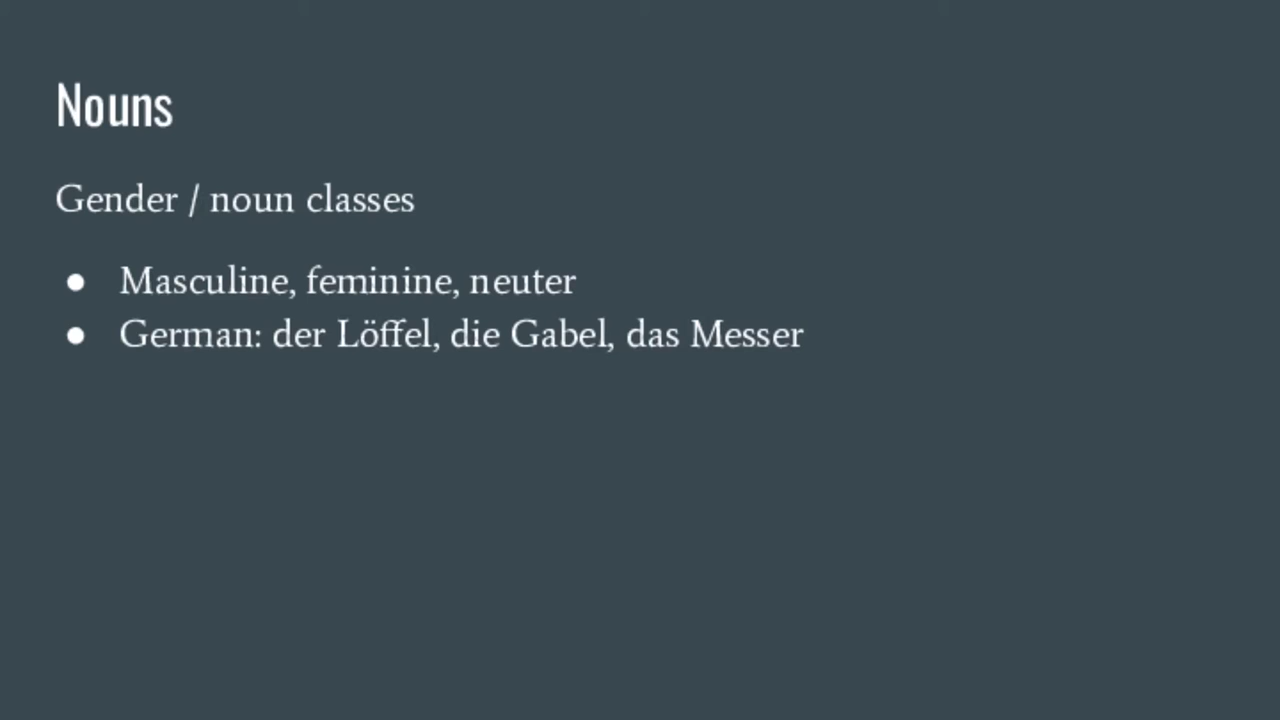 Nouns
Gender / noun classes
● Masculine, feminine, neuter
● German: der Löffel, die Gabel, das Messer